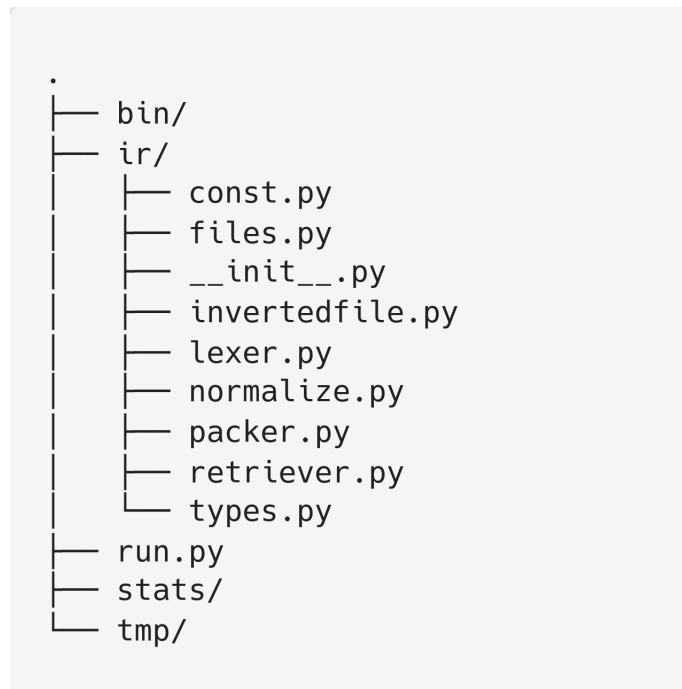 .
├── bin/
├── ir/
│   ├── const.py
│   ├── files.py
│   ├── __init__.py
│   ├── invertedfile.py
│   ├── lexer.py
│   ├── normalize.py
│   ├── packer.py
│   ├── retriever.py
│   └── types.py
├── run.py
├── stats/
└── tmp/